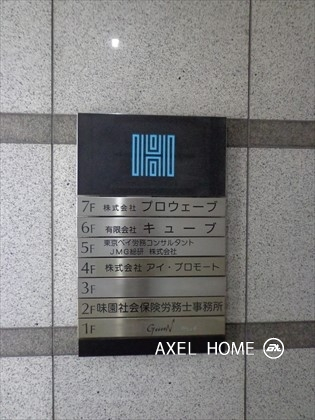 7F 株式会社 プロウェーブ
6F 有限会社 キューブ
5F 東京ベイ労務コンサルタント
JMG総研 株式会社
4F 株式会社 アイ・プロモート
3F
2F 味園社会保険労務士事務所
1F
AXEL HOME